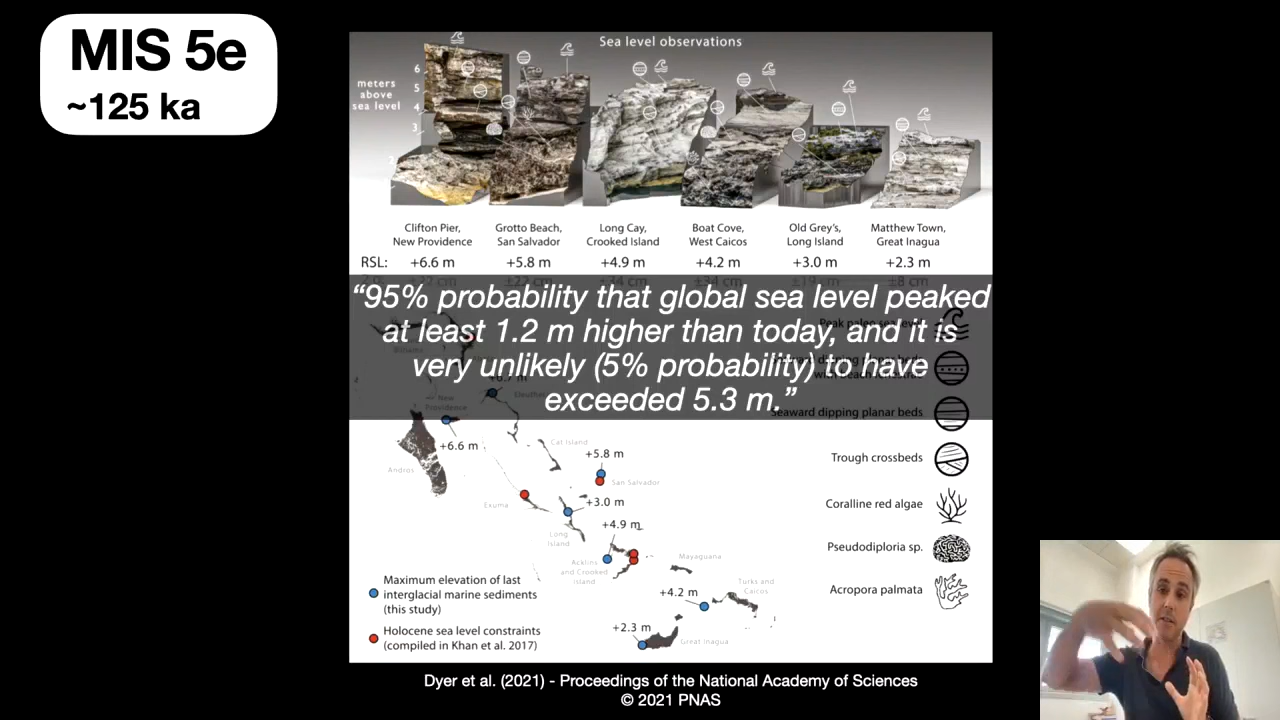 MIS 5e
~125 ka
Sea level observations
meters
above
sea level
6
5
4
3
2
Clifton Pier,
New Providence
Grotto Beach,
San Salvador
Long Cay,
Crooked Island
Boat Cove,
West Caicos
Old Grey's,
Long Island
Matthew Town,
Great Inagua
RSL: +6.6 m +5.8 m +4.9 m +4.2 m +3.0 m +2.3 m
“95% probability that global sea level peaked
at least 1.2 m higher than today, and it is
very unlikely (5% probability) to have
exceeded 5.3 m.”
Seaward dipping planar beds
New
Providence
+6.6 m
Andros
Cat Island
+5.8 m
San Salvador
Exuma
+3.0 m
Long
Island
+4.9 m
Acklins
and Crooked
Island
Mayaguana
Turks and
Caicos
+4.2 m
+2.3 m
Great Inagua
Trough crossbeds
Coralline red algae
Pseudodiploria sp.
Acropora palmata
Maximum elevation of last
interglacial marine sediments
(this study)
Holocene sea level constraints
(compiled in Khan et al. 2017)
Dyer et al. (2021) - Proceedings of the National Academy of Sciences
© 2021 PNAS